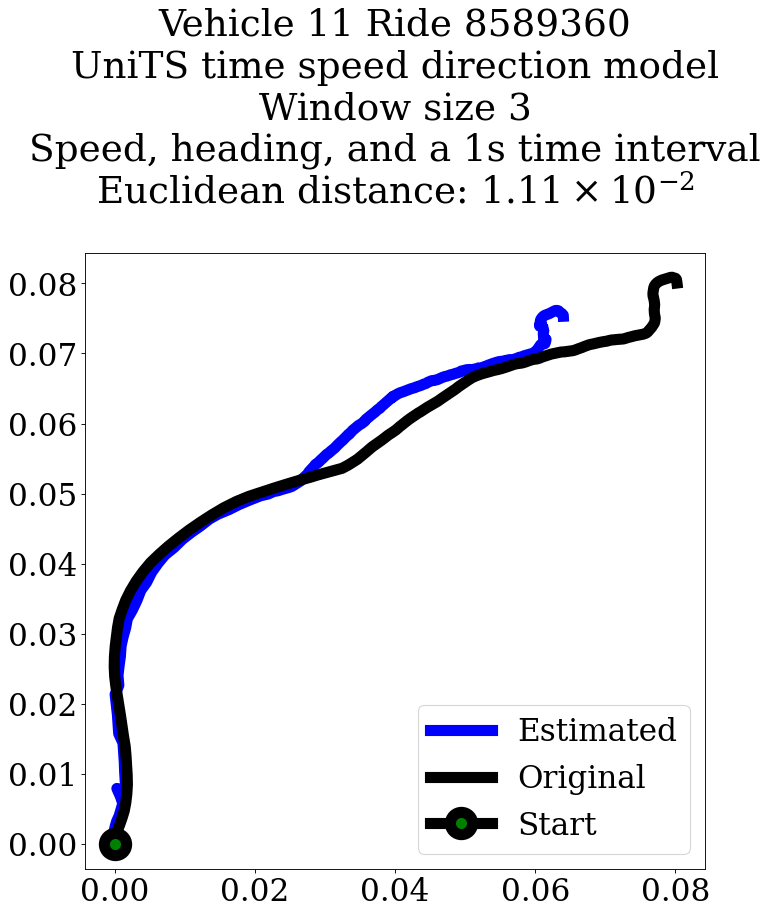 Vehicle 11 Ride 8589360
UniTS time speed direction model
Window size 3
Speed, heading, and a 1s time interval
Euclidean distance: 1.11 × 10⁻²
0.08
0.07
0.06
0.05
0.04
0.03
0.02
0.01
0.00
Estimated
Original
Start
0.00 0.02 0.04 0.06 0.08